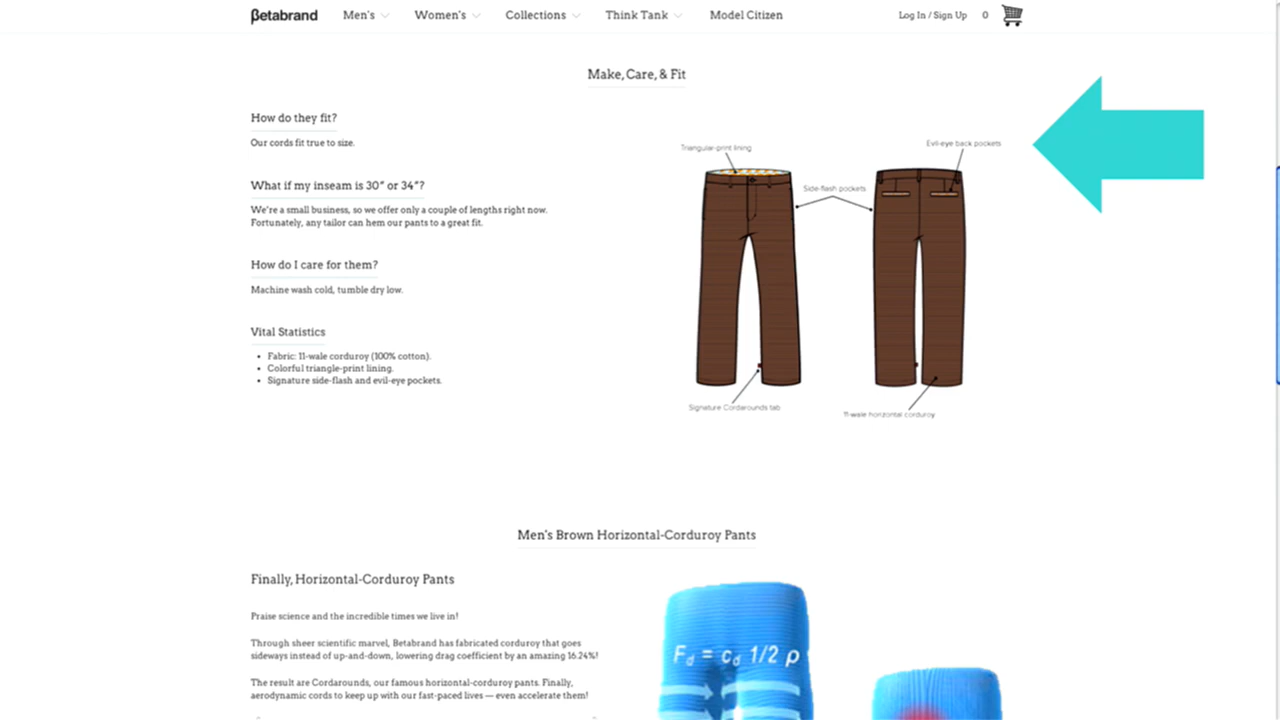 Betabrand Men's Women's Collections Think Tank Model Citizen Log In / Sign Up 0
Make, Care, & Fit
How do they fit?
Our cords fit true to size.
What if my inseam is 30" or 34"?
We're a small business, so we offer only a couple of lengths right now.
Fortunately, any tailor can hem our pants to a great fit.
How do I care for them?
Machine wash cold, tumble dry low.
Vital Statistics
• Fabric: 11-wale corduroy (100% cotton).
• Colorful triangle-print lining.
• Signature side-flash and evil-eye pockets.
Triangular-print lining
Evil-eye back pockets
Side-flash pockets
Signature Cordarounds tab
11-wale horizontal corduroy
Men's Brown Horizontal-Corduroy Pants
Finally, Horizontal-Corduroy Pants
Praise science and the incredible times we live in!
Through sheer scientific marvel, Betabrand has fabricated corduroy that goes
sideways instead of up-and-down, lowering drag coefficient by an amazing 16.24%!
The result are Cordarounds, our famous horizontal-corduroy pants. Finally,
aerodynamic cords to keep up with our fast-paced lives — even accelerate them!
Fd = cd 1/2 ρ